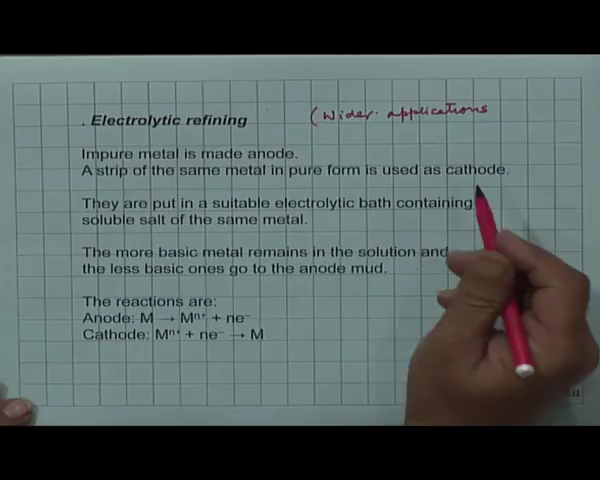 . Electrolytic refining (Wider. applications
Impure metal is made anode.
A strip of the same metal in pure form is used as cathode.
They are put in a suitable electrolytic bath containing
soluble salt of the same metal.
The more basic metal remains in the solution and
the less basic ones go to the anode mud.
The reactions are:
Anode: M → Mⁿ⁺ + ne⁻
Cathode: Mⁿ⁺ + ne⁻ → M